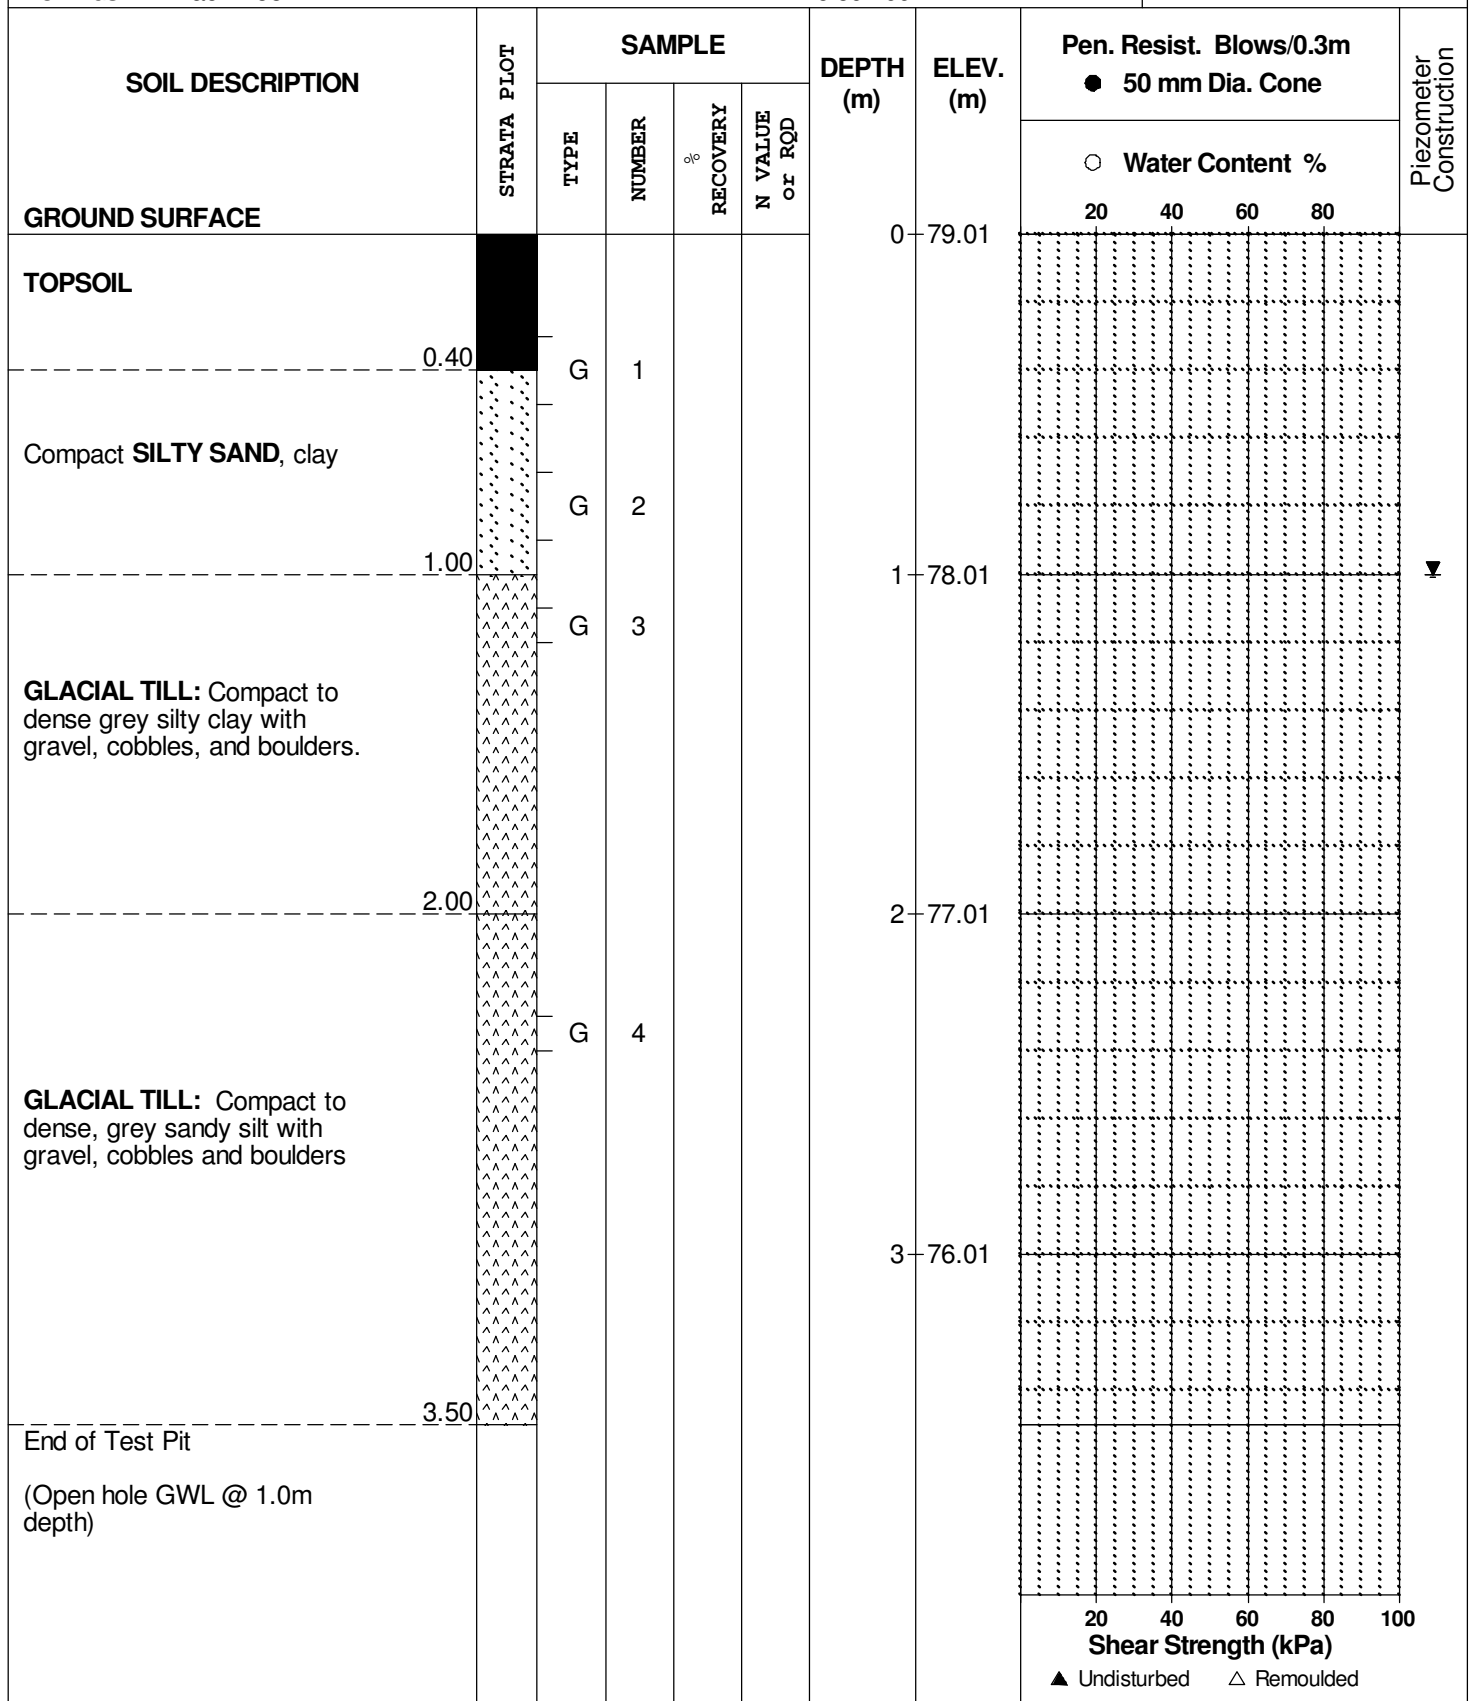 SOIL DESCRIPTION
STRATA PLOT
SAMPLE
TYPE
NUMBER
% RECOVERY
N VALUE or RQD
DEPTH (m)
ELEV. (m)
Pen. Resist. Blows/0.3m
● 50 mm Dia. Cone
○ Water Content %
Piezometer Construction
20 40 60 80
GROUND SURFACE
0 79.01
TOPSOIL
0.40
G 1
Compact SILTY SAND, clay
G 2
1.00
1 78.01
G 3
GLACIAL TILL: Compact to
dense grey silty clay with
gravel, cobbles, and boulders.
2.00
2 77.01
G 4
GLACIAL TILL: Compact to
dense, grey sandy silt with
gravel, cobbles and boulders
3 76.01
3.50
End of Test Pit
(Open hole GWL @ 1.0m
depth)
20 40 60 80 100
Shear Strength (kPa)
▲ Undisturbed △ Remoulded